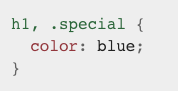 h1, .special {
  color: blue;
}